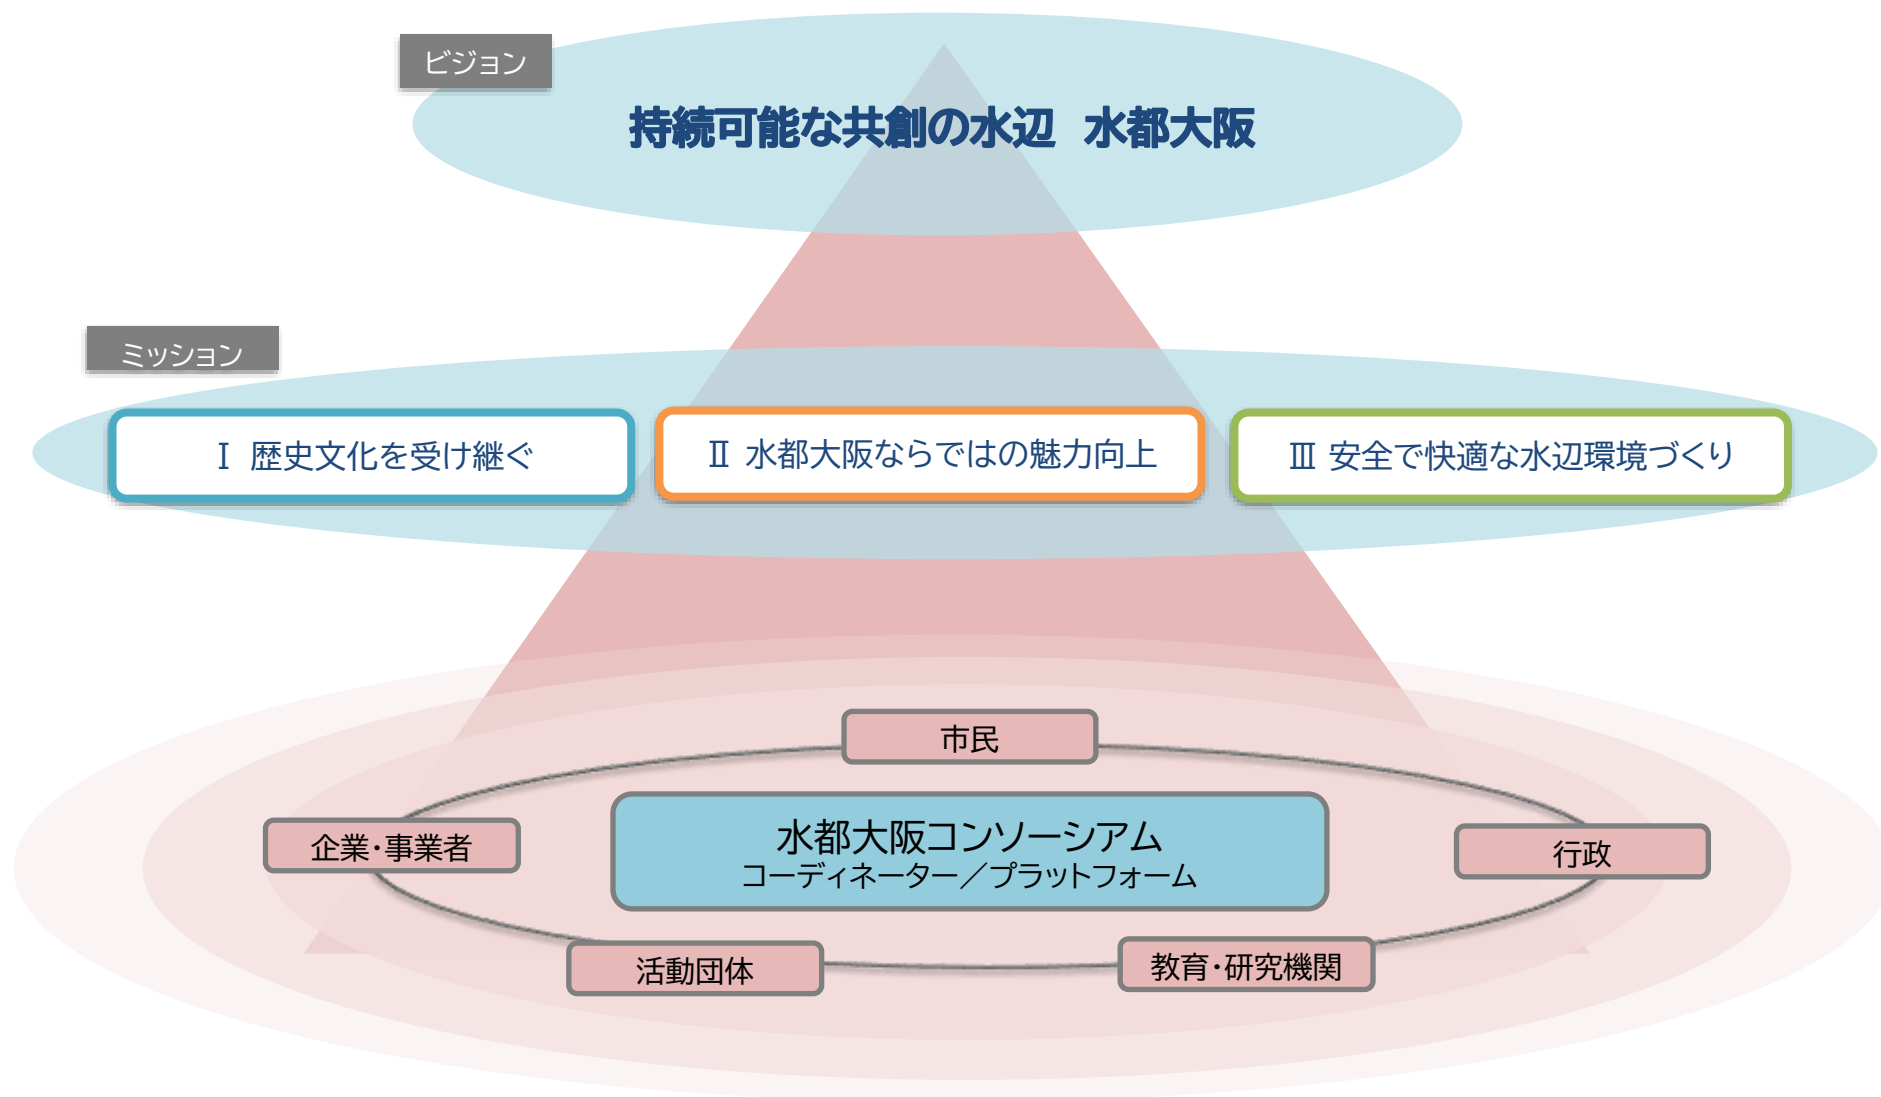 ビジョン
持続可能な共創の水辺　水都大阪
ミッション
Ⅰ 歴史文化を受け継ぐ
Ⅱ 水都大阪ならではの魅力向上
Ⅲ 安全で快適な水辺環境づくり
市民
水都大阪コンソーシアム
コーディネーター／プラットフォーム
企業・事業者
行政
活動団体
教育・研究機関